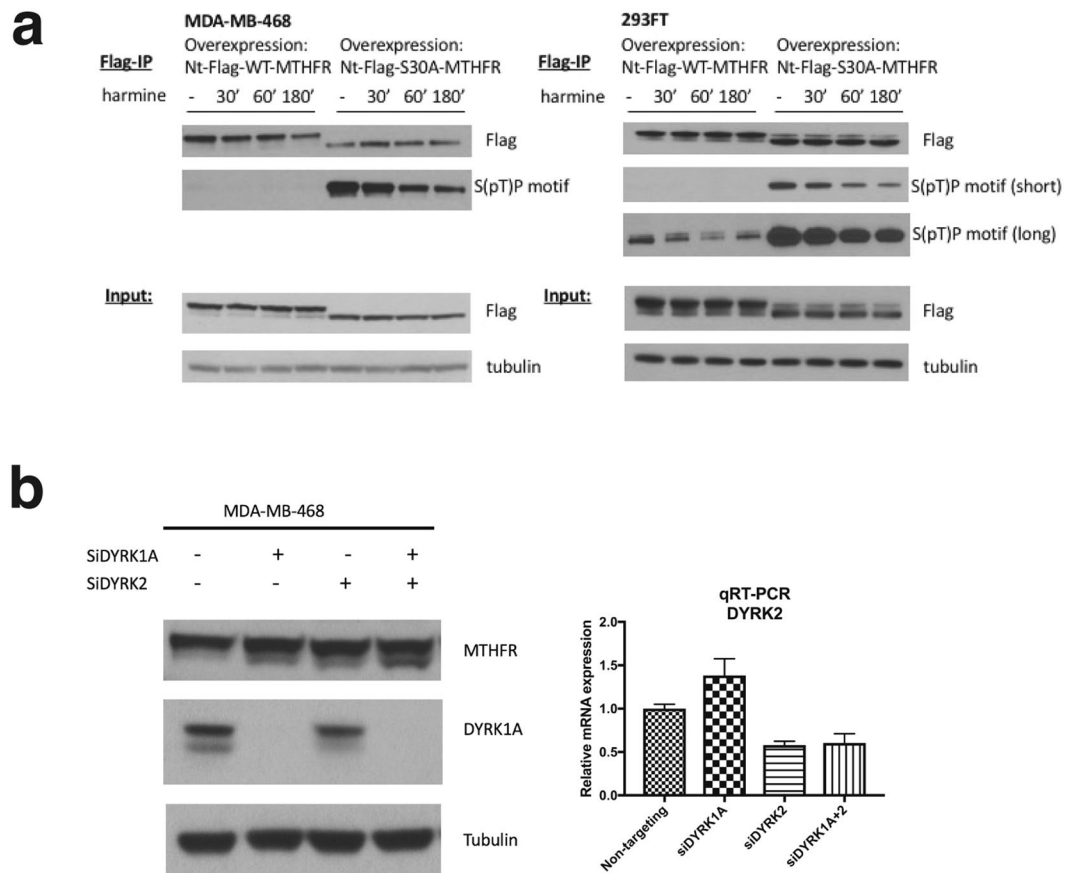 a
MDA-MB-468
Flag-IP
Overexpression:
Nt-Flag-WT-MTHFR
Overexpression:
Nt-Flag-S30A-MTHFR
harmine - 30’ 60’ 180’ - 30’ 60’ 180’
Flag
S(pT)P motif
Input:
Flag
tubulin
293FT
Flag-IP
Overexpression:
Nt-Flag-WT-MTHFR
Overexpression:
Nt-Flag-S30A-MTHFR
harmine - 30’ 60’ 180’ - 30’ 60’ 180’
Flag
S(pT)P motif (short)
S(pT)P motif (long)
Input:
Flag
tubulin
b
MDA-MB-468
SiDYRK1A - + - +
SiDYRK2 - - + +
MTHFR
DYRK1A
Tubulin
qRT-PCR
DYRK2
Relative mRNA expression
2.0
1.5
1.0
0.5
0.0
Non-targeting
siDYRK1A
siDYRK2
siDYRK1A+2